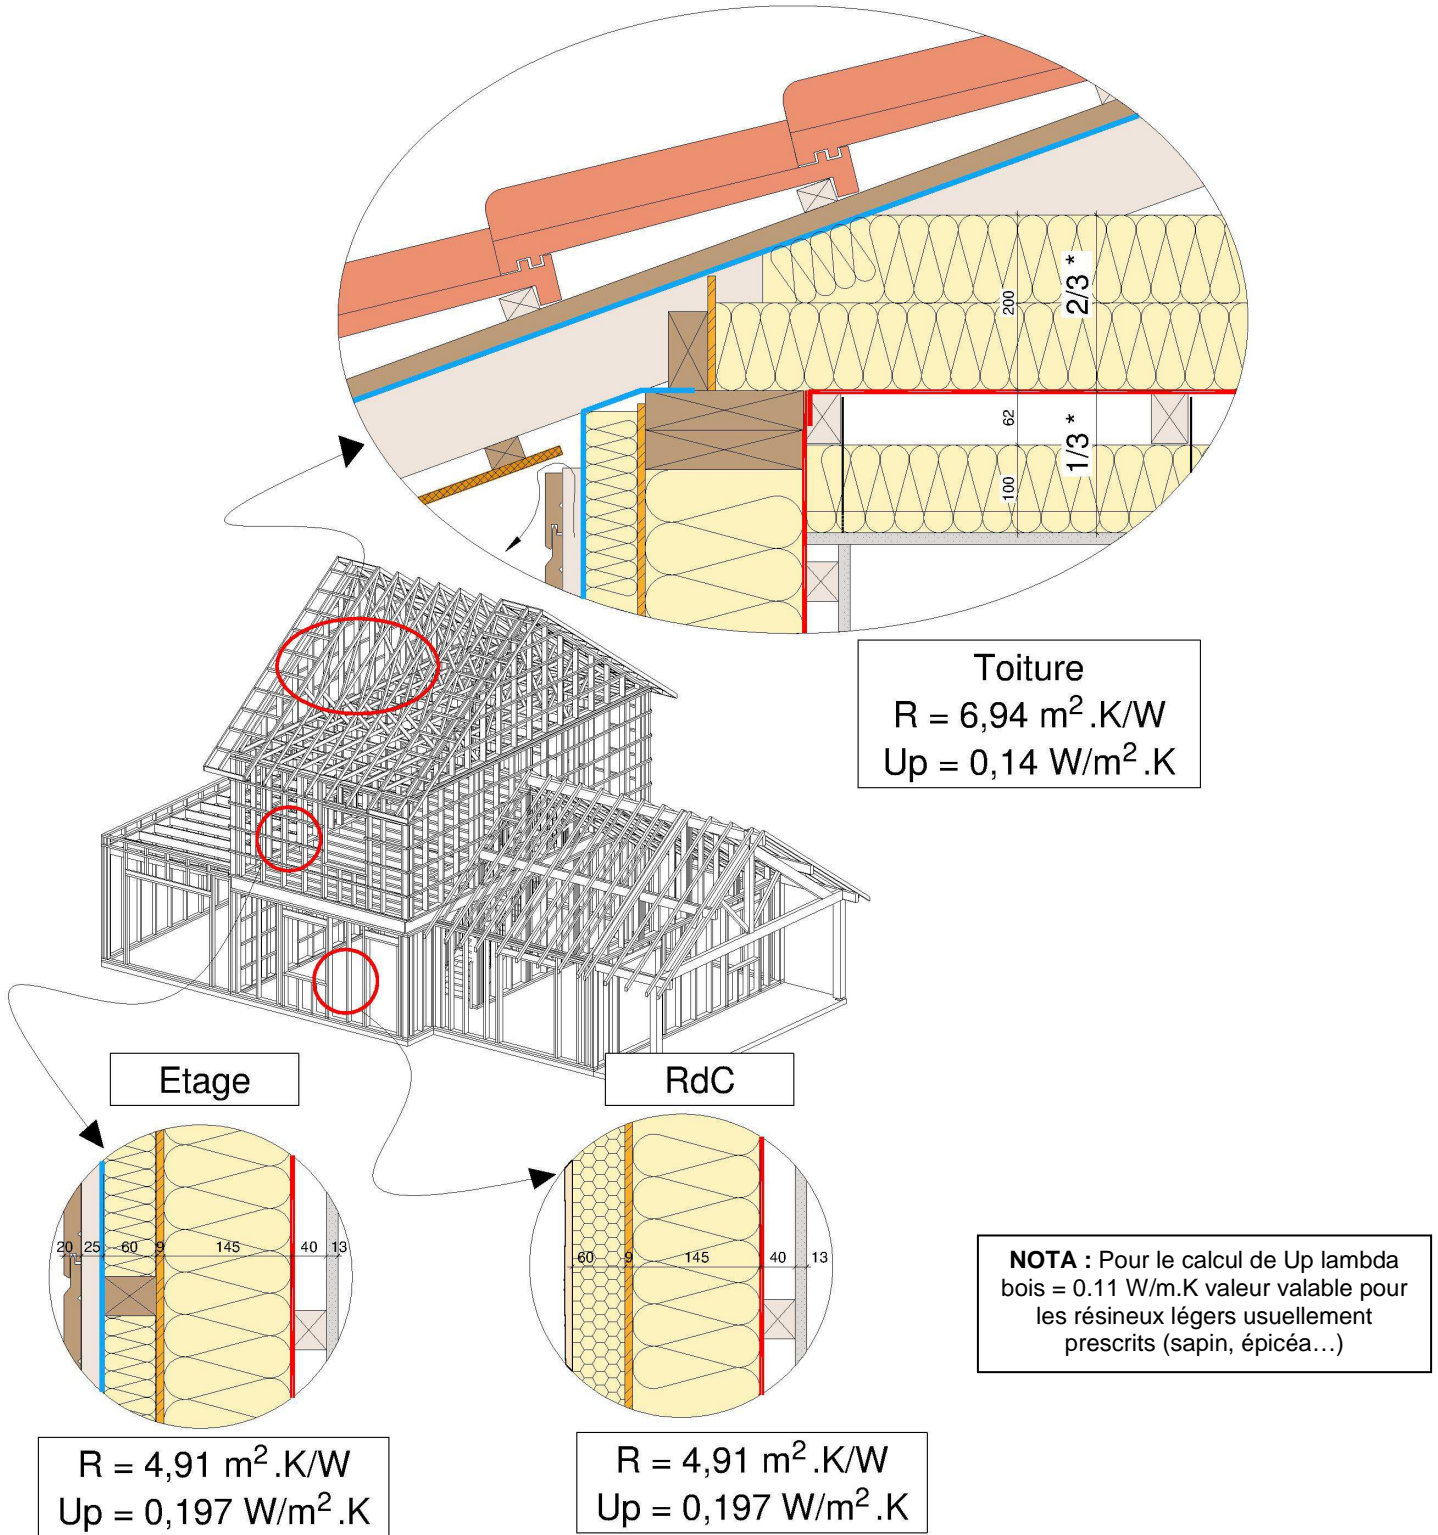 200
2/3 *
62
1/3 *
100
Toiture
R = 6,94 m².K/W
Up = 0,14 W/m².K
Etage
RdC
20 25 60 9 145 40 13
60 9 145 40 13
NOTA : Pour le calcul de Up lambda
bois = 0.11 W/m.K valeur valable pour
les résineux légers usuellement
prescrits (sapin, épicéa…)
R = 4,91 m².K/W
Up = 0,197 W/m².K
R = 4,91 m².K/W
Up = 0,197 W/m².K